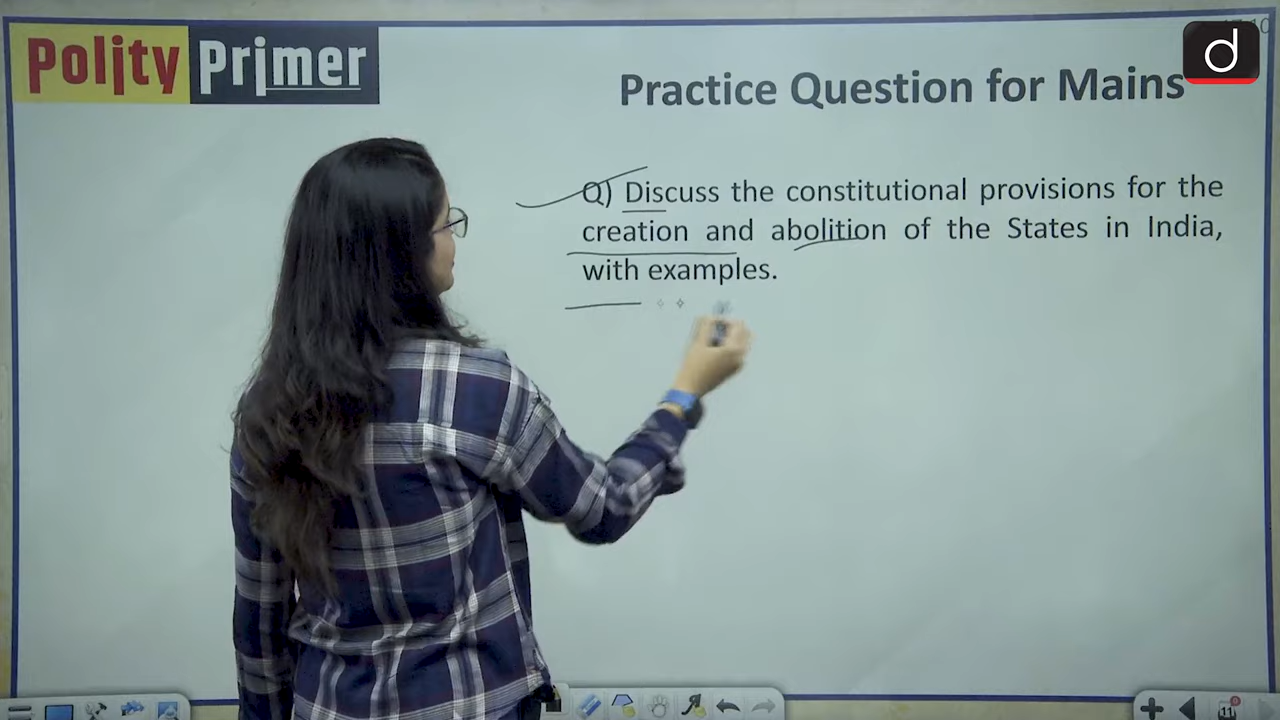 Polity Primer
Practice Question for Mains
d
Q) Discuss the constitutional provisions for the
creation and abolition of the States in India,
with examples.
11